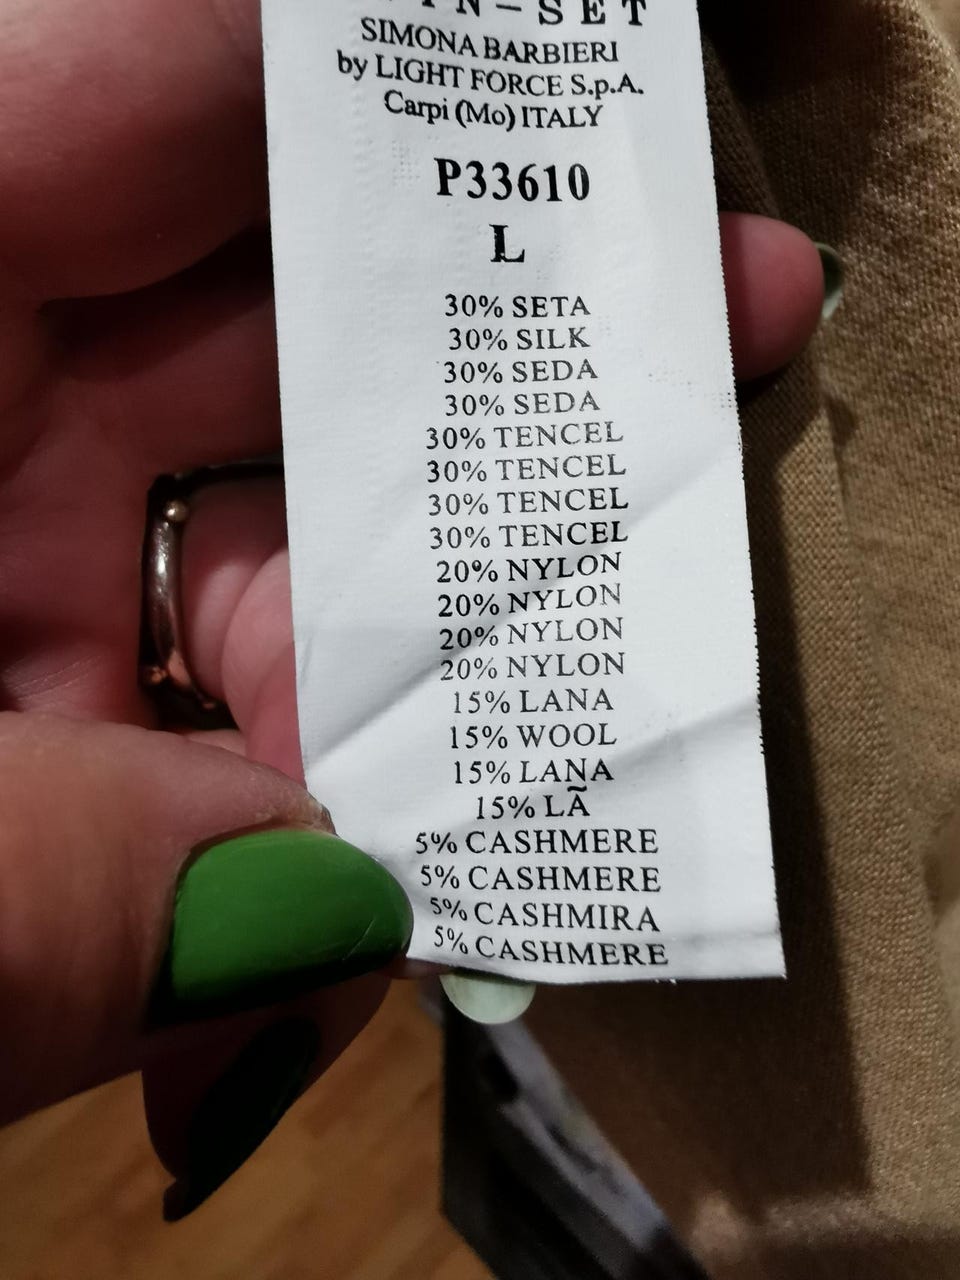 SIMONA BARBIERI
by LIGHT FORCE S.p.A.
Carpi (Mo) ITALY
P33610
L
30% SETA
30% SILK
30% SEDA
30% SEDA
30% TENCEL
30% TENCEL
30% TENCEL
30% TENCEL
20% NYLON
20% NYLON
20% NYLON
20% NYLON
15% LANA
15% WOOL
15% LANA
15% LÃ
5% CASHMERE
5% CASHMERE
5% CASHMIRA
5% CASHMERE